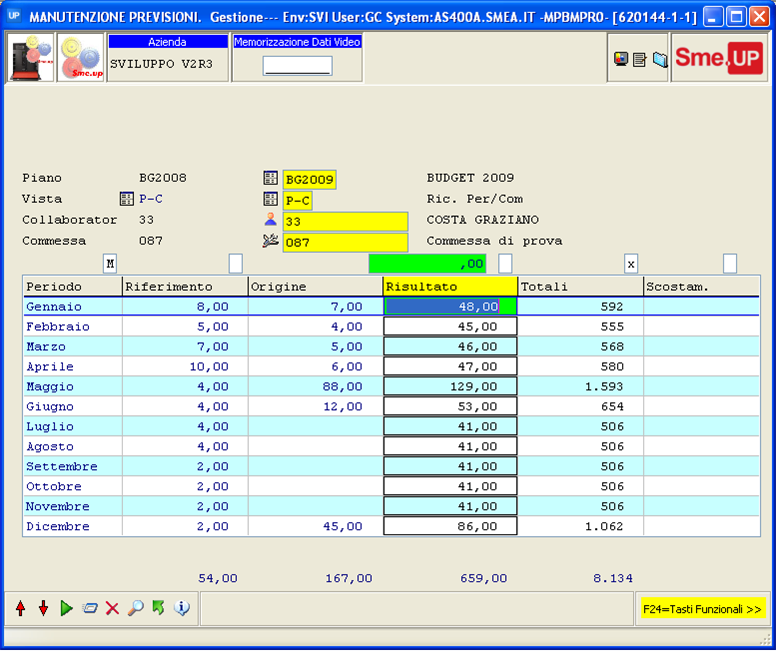 UP MANUTENZIONE PREVISIONI. Gestione--- Env:SVI User:GC System:AS400A.SMEA.IT -MPBMPR0- [620144-1-1]
Azienda Memorizzazione Dati Video
SVILUPPO V2R3
Sme.up
Sme.UP
Piano BG2008 BG2009 BUDGET 2009
Vista P-C P-C Ric. Per/Com
Collaborator 33 33 COSTA GRAZIANO
Commessa 087 087 Commessa di prova
M ,00 x
Periodo Riferimento Origine Risultato Totali Scostam.
Gennaio 8,00 7,00 48,00 592
Febbraio 5,00 4,00 45,00 555
Marzo 7,00 5,00 46,00 568
Aprile 10,00 6,00 47,00 580
Maggio 4,00 88,00 129,00 1.593
Giugno 4,00 12,00 53,00 654
Luglio 4,00 41,00 506
Agosto 4,00 41,00 506
Settembre 2,00 41,00 506
Ottobre 2,00 41,00 506
Novembre 2,00 41,00 506
Dicembre 2,00 45,00 86,00 1.062
54,00 167,00 659,00 8.134
F24=Tasti Funzionali >>